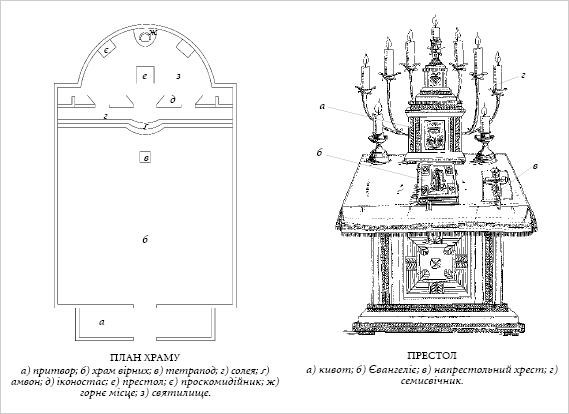 ж
є
е
з
д
г
ґ
в
б
а
ПЛАН ХРАМУ
а) притвор; б) храм вірних; в) тетрапод; г) солея; ґ)
амвон; д) іконостас; е) престол; є) проскомидійник; ж)
горнє місце; з) святилище.
г
а
б
в
ПРЕСТОЛ
а) кивот; б) Євангеліє; в) напрестольний хрест; г)
семисвічник.